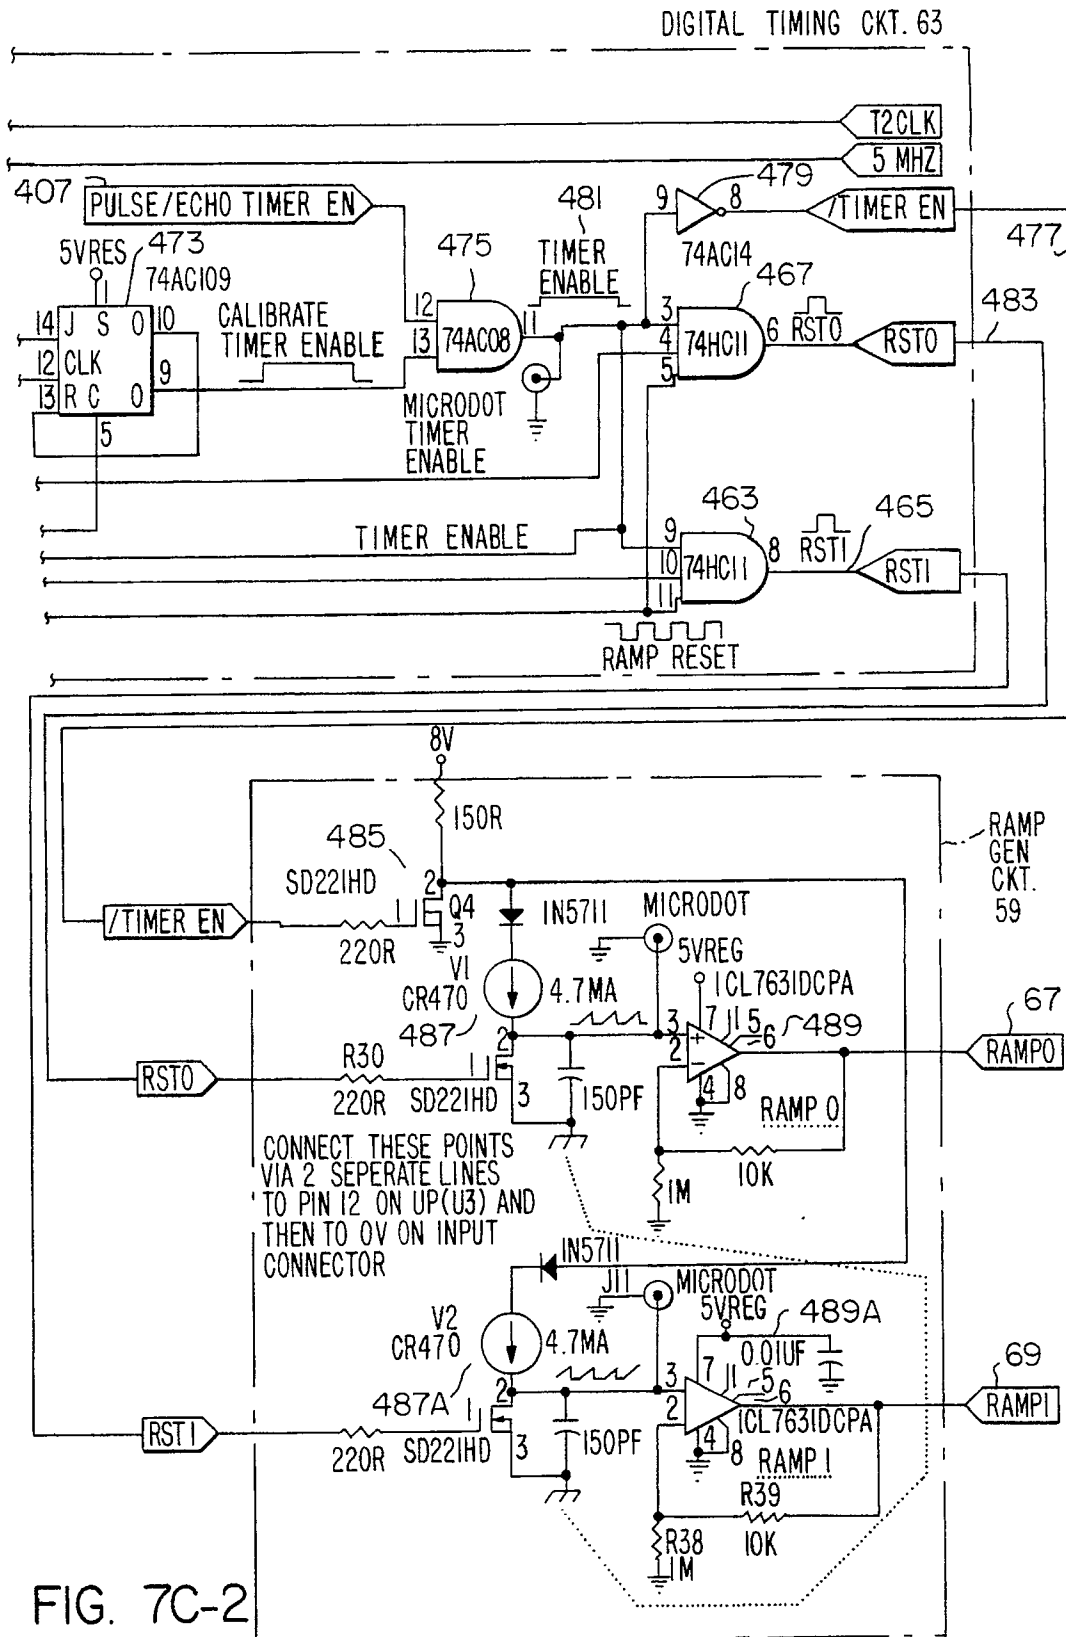 DIGITAL TIMING CKT. 63
T2CLK
5 MHZ
407
PULSE/ECHO TIMER EN
481
9
8
479
/TIMER EN
477
5VRES
473
74AC109
475
TIMER
ENABLE
74AC14
467
14
J S O
10
CLK
12
R C O
13
9
5
CALIBRATE
TIMER ENABLE
12
13
74AC08
11
3
4
5
74HC11
6
RST0
RST0
483
MICRODOT
TIMER
ENABLE
TIMER ENABLE
463
9
10
11
74HC11
8
RST1
465
RST1
RAMP RESET
8V
150R
RAMP
GEN
CKT.
59
485
SD221HD
2
1
Q4
3
/TIMER EN
220R
IN5711
MICRODOT
5VREG
V1
CR470
4.7MA
487
ICL7631DCPA
7
1
5
6
489
67
RAMP0
3
+
2
−
4
8
RST0
R30
220R
1
2
3
SD221HD
150PF
RAMP 0
10K
1M
CONNECT THESE POINTS
VIA 2 SEPERATE LINES
TO PIN 12 ON UP(U3) AND
THEN TO 0V ON INPUT
CONNECTOR
IN5711
J11
MICRODOT
5VREG
489A
0.01UF
V2
CR470
4.7MA
487A
3
2
7
1
5
6
ICL7631DCPA
4
8
69
RAMP1
RST1
220R
1
2
3
SD221HD
150PF
RAMP 1
R39
10K
R38
1M
FIG. 7C-2